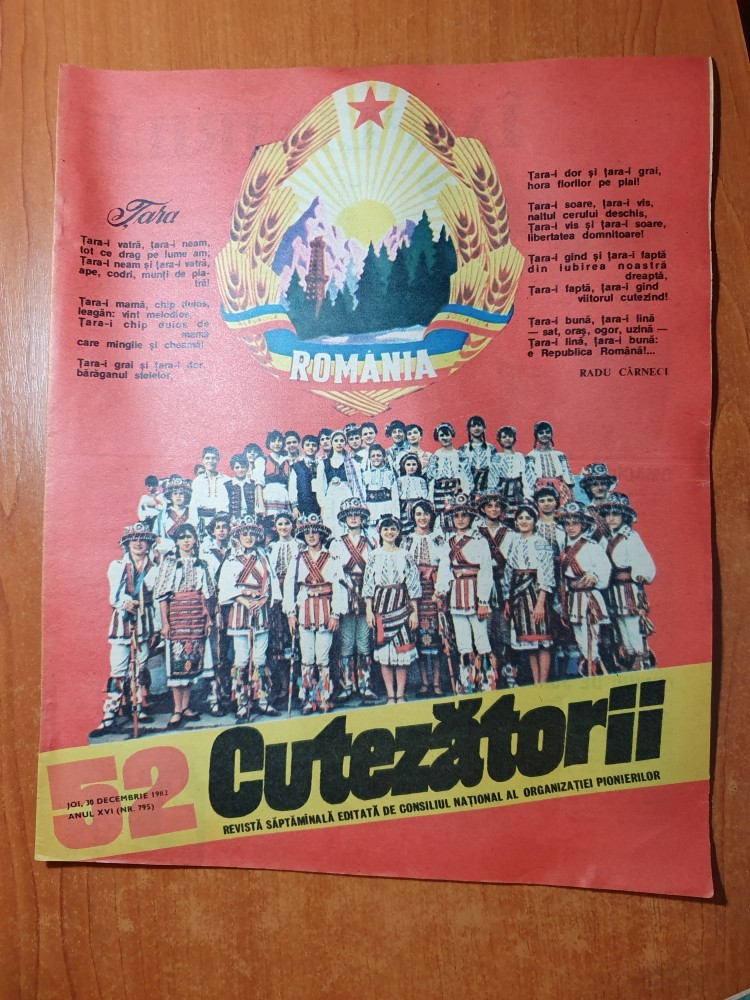 Țara
Țara-i vatră, țara-i neam,
tot ce drag pe lume am;
Țara-i neam și țara-i vatră,
ape, codri, munți de pia-
tră!
Țara-i mamă, chip duios,
leagăn: vînt melodios,
Țara-i chip duios de
mamă
care mîngîie și cheamă!
Țara-i grai și țara-i dor,
bărăganul stelelor,
Țara-i dor și țara-i grai,
hora florilor pe plai!
Țara-i soare, țara-i vis,
naltul cerului deschis,
Țara-i vis și țara-i soare,
libertatea domnitoare!
Țara-i gînd și țara-i faptă
din iubirea noastră
dreaptă,
Țara-i faptă, țara-i gînd
viitorul cutezînd!
Țara-i bună, țara-i lină
— sat, oraș, ogor, uzină —
Țara-i lină, țara-i bună:
e Republica Română!...
RADU CÂRNECI
REPUBLICA SOCIALISTA
ROMÂNIA
52 Cutezătorii
JOI, 30 DECEMBRIE 1982
ANUL XVI (NR. 795)
REVISTĂ SĂPTĂMÎNALĂ EDITATĂ DE CONSILIUL NAȚIONAL AL ORGANIZAȚIEI PIONIERILOR